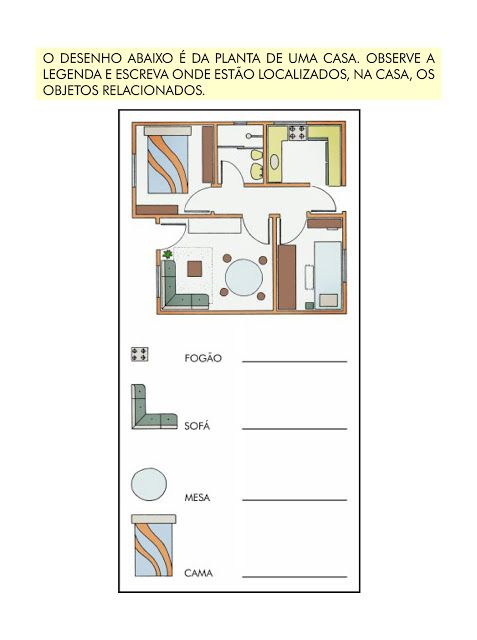 O DESENHO ABAIXO É DA PLANTA DE UMA CASA. OBSERVE A
LEGENDA E ESCREVA ONDE ESTÃO LOCALIZADOS, NA CASA, OS
OBJETOS RELACIONADOS.
FOGÃO
SOFÁ
MESA
CAMA